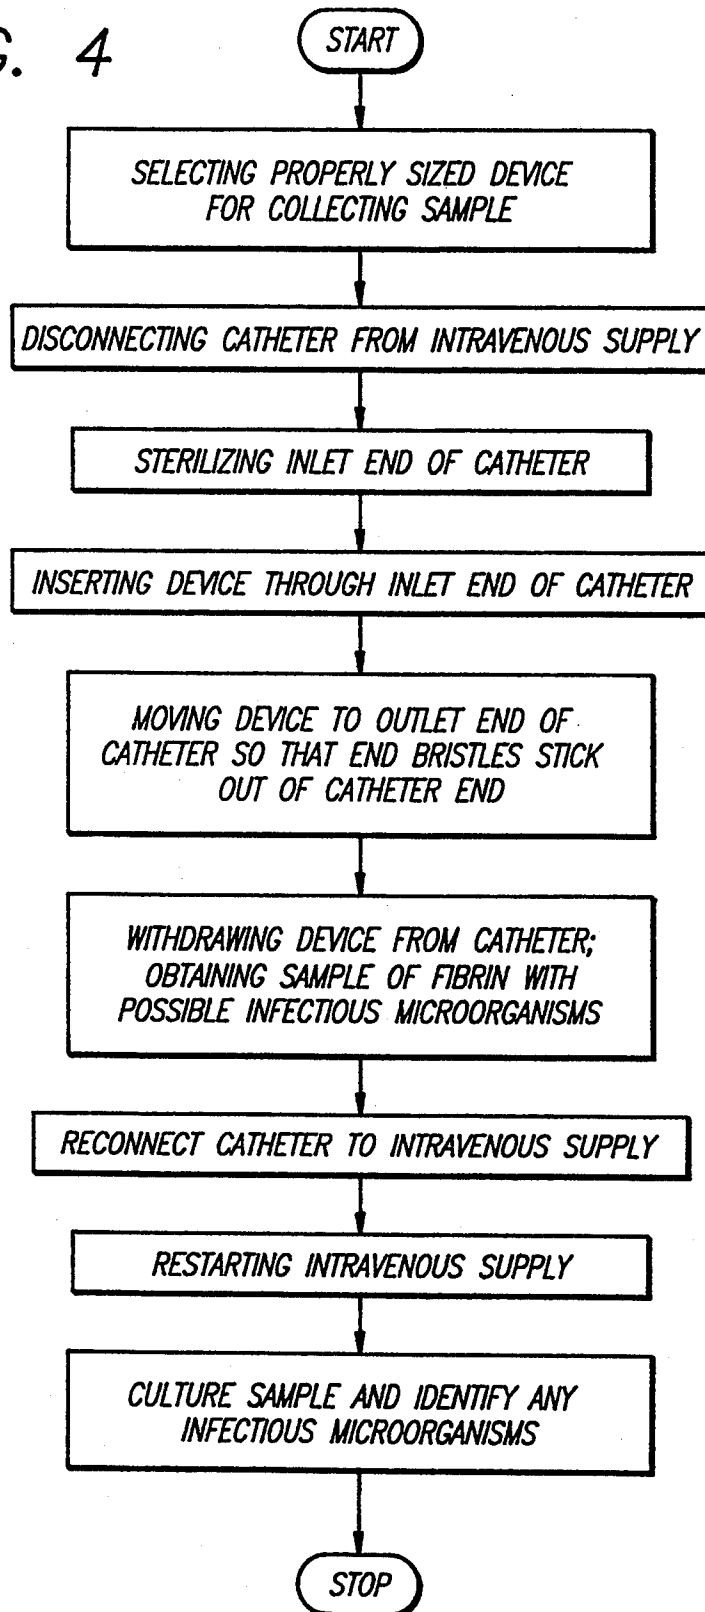 G. 4
START
SELECTING PROPERLY SIZED DEVICE
FOR COLLECTING SAMPLE
DISCONNECTING CATHETER FROM INTRAVENOUS SUPPLY
STERILIZING INLET END OF CATHETER
INSERTING DEVICE THROUGH INLET END OF CATHETER
MOVING DEVICE TO OUTLET END OF
CATHETER SO THAT END BRISTLES STICK
OUT OF CATHETER END
WITHDRAWING DEVICE FROM CATHETER;
OBTAINING SAMPLE OF FIBRIN WITH
POSSIBLE INFECTIOUS MICROORGANISMS
RECONNECT CATHETER TO INTRAVENOUS SUPPLY
RESTARTING INTRAVENOUS SUPPLY
CULTURE SAMPLE AND IDENTIFY ANY
INFECTIOUS MICROORGANISMS
STOP